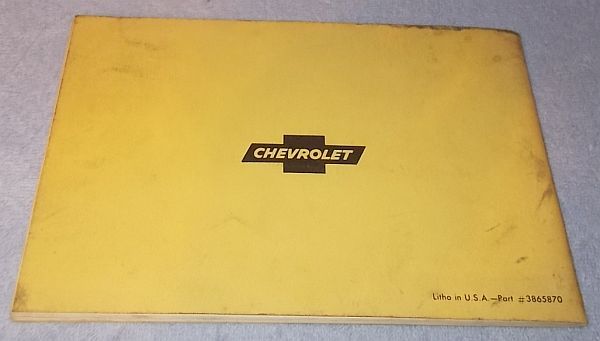 CHEVROLET
Litho in U.S.A.—Part #3865870